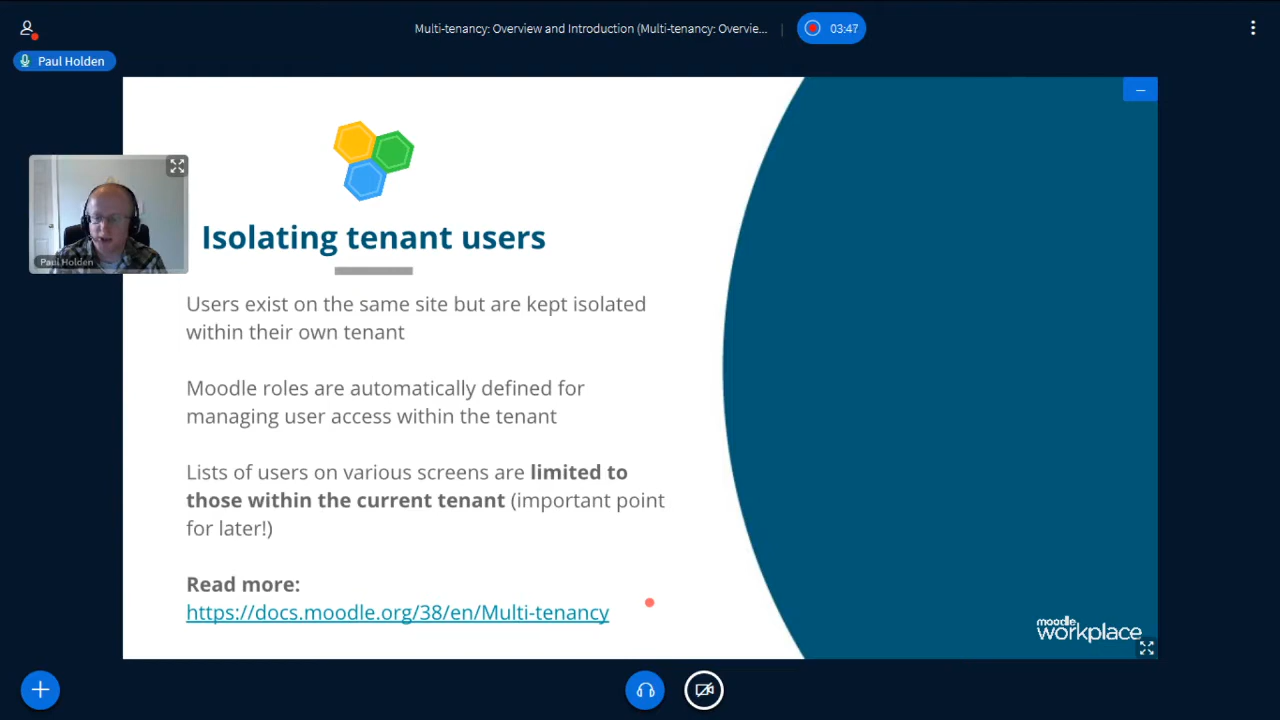 Multi-tenancy: Overview and Introduction (Multi-tenancy: Overvie...
03:47
Paul Holden
Paul Holden
Isolating tenant users
Users exist on the same site but are kept isolated
within their own tenant
Moodle roles are automatically defined for
managing user access within the tenant
Lists of users on various screens are limited to
those within the current tenant (important point
for later!)
Read more:
https://docs.moodle.org/38/en/Multi-tenancy
moodle
workplace